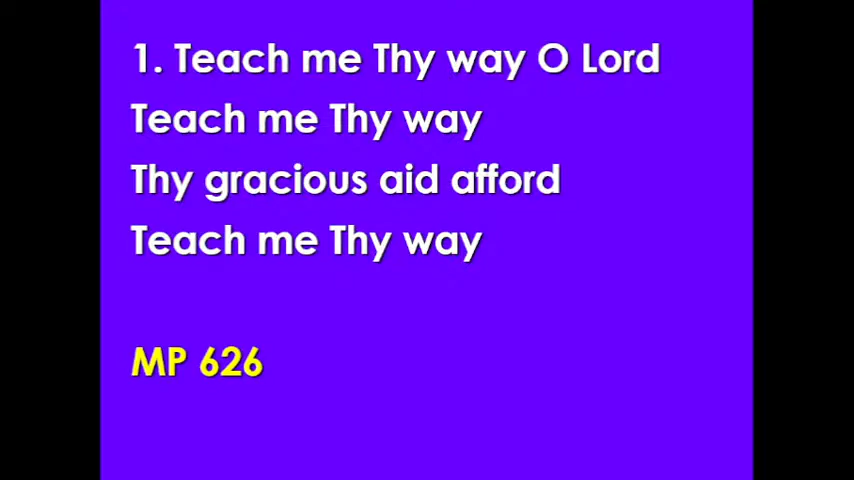 1. Teach me Thy way O Lord
Teach me Thy way
Thy gracious aid afford
Teach me Thy way
MP 626